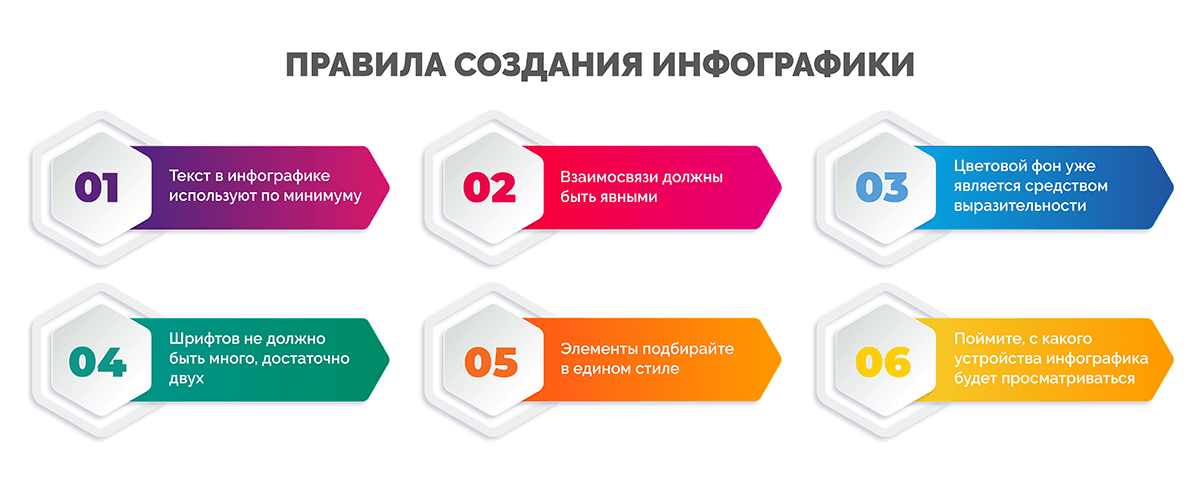 ПРАВИЛА СОЗДАНИЯ ИНФОГРАФИКИ
01
Текст в инфографике
используют по минимуму
02
Взаимосвязи должны
быть явными
03
Цветовой фон уже
является средством
выразительности
04
Шрифтов не должно
быть много, достаточно
двух
05
Элементы подбирайте
в едином стиле
06
Поймите, с какого
устройства инфографика
будет просматриваться